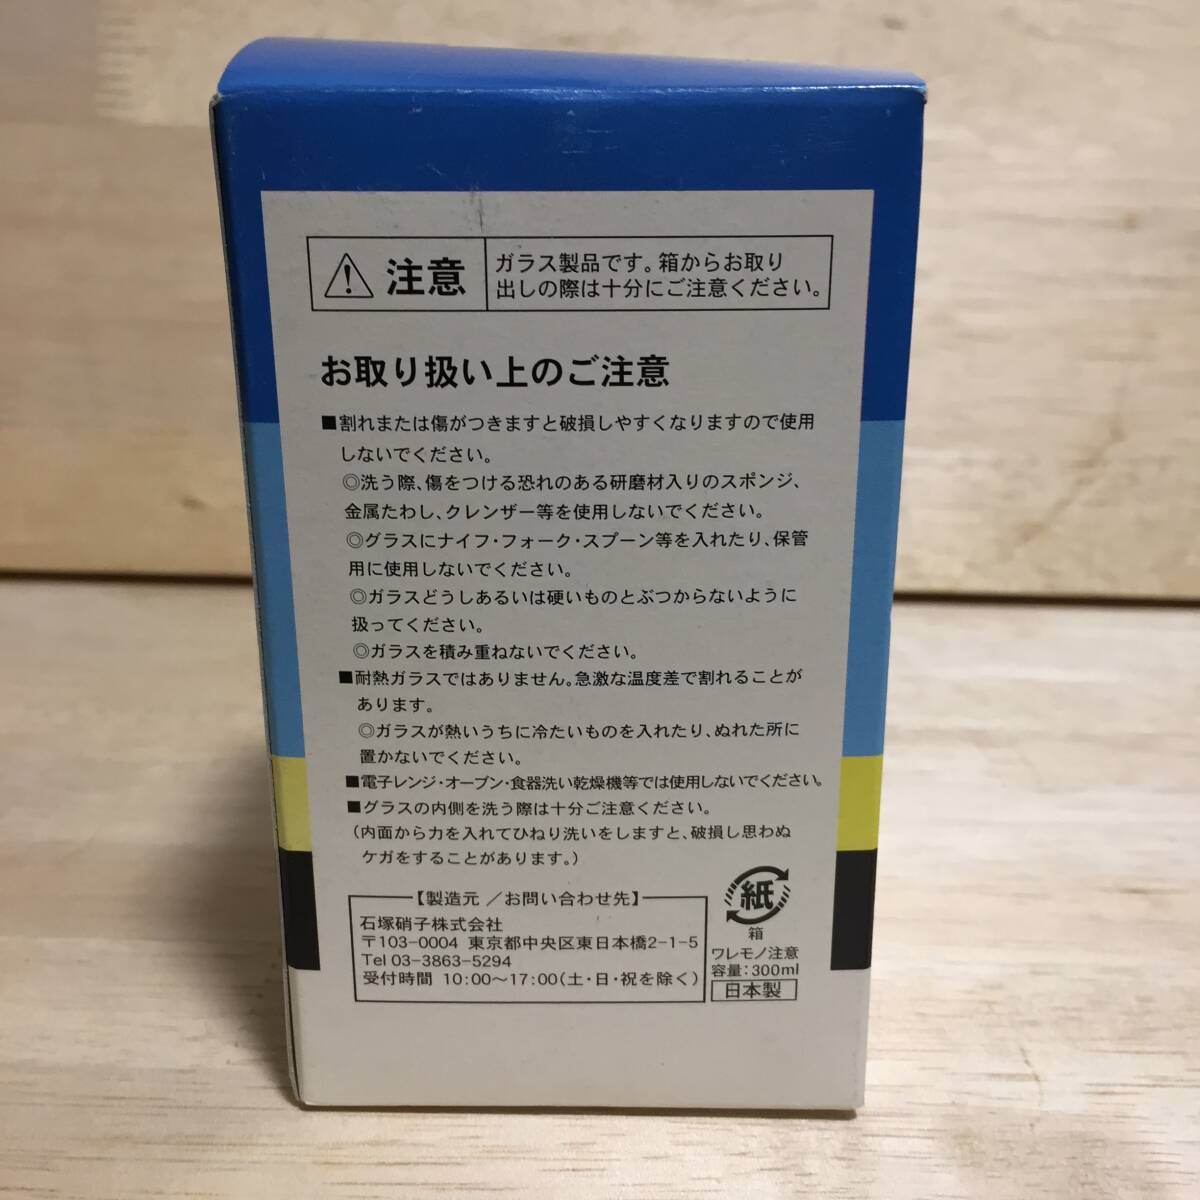 注意
ガラス製品です。箱からお取り
出しの際は十分にご注意ください。
お取り扱い上のご注意
■割れまたは傷がつきますと破損しやすくなりますので使用
しないでください。
◎洗う際、傷をつける恐れのある研磨材入りのスポンジ、
金属たわし、クレンザー等を使用しないでください。
◎グラスにナイフ・フォーク・スプーン等を入れたり、保管
用に使用しないでください。
◎ガラスどうしあるいは硬いものとぶつからないように
扱ってください。
◎ガラスを積み重ねないでください。
■耐熱ガラスではありません。急激な温度差で割れることが
あります。
◎ガラスが熱いうちに冷たいものを入れたり、ぬれた所に
置かないでください。
■電子レンジ・オーブン・食器洗い乾燥機等では使用しないでください。
■グラスの内側を洗う際は十分ご注意ください。
(内面から力を入れてひねり洗いをしますと、破損し思わぬ
ケガをすることがあります。)
【製造元／お問い合わせ先】
石塚硝子株式会社
〒103-0004 東京都中央区東日本橋2-1-5
Tel 03-3863-5294
受付時間 10:00～17:00(土・日・祝を除く)
紙
箱
ワレモノ注意
容量:300ml
日本製